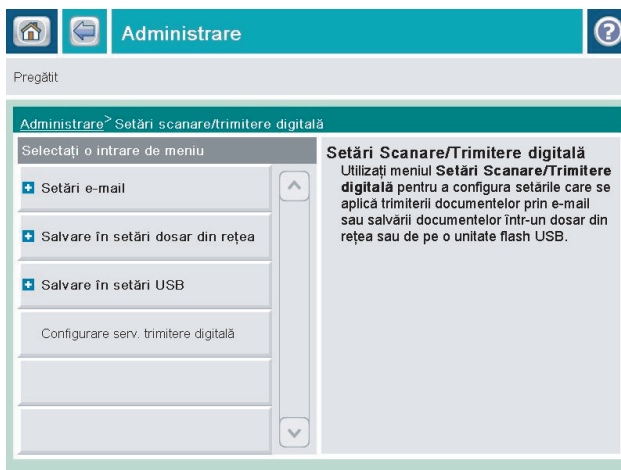 Administrare
Pregătit
Administrare> Setări scanare/trimitere digitală
Selectați o intrare de meniu
Setări e-mail
Salvare în setări dosar din rețea
Salvare în setări USB
Configurare serv. trimitere digitală
Setări Scanare/Trimitere digitală
Utilizați meniul Setări Scanare/Trimitere
digitală pentru a configura setările care se
aplică trimiterii documentelor prin e-mail
sau salvării documentelor într-un dosar din
rețea sau de pe o unitate flash USB.